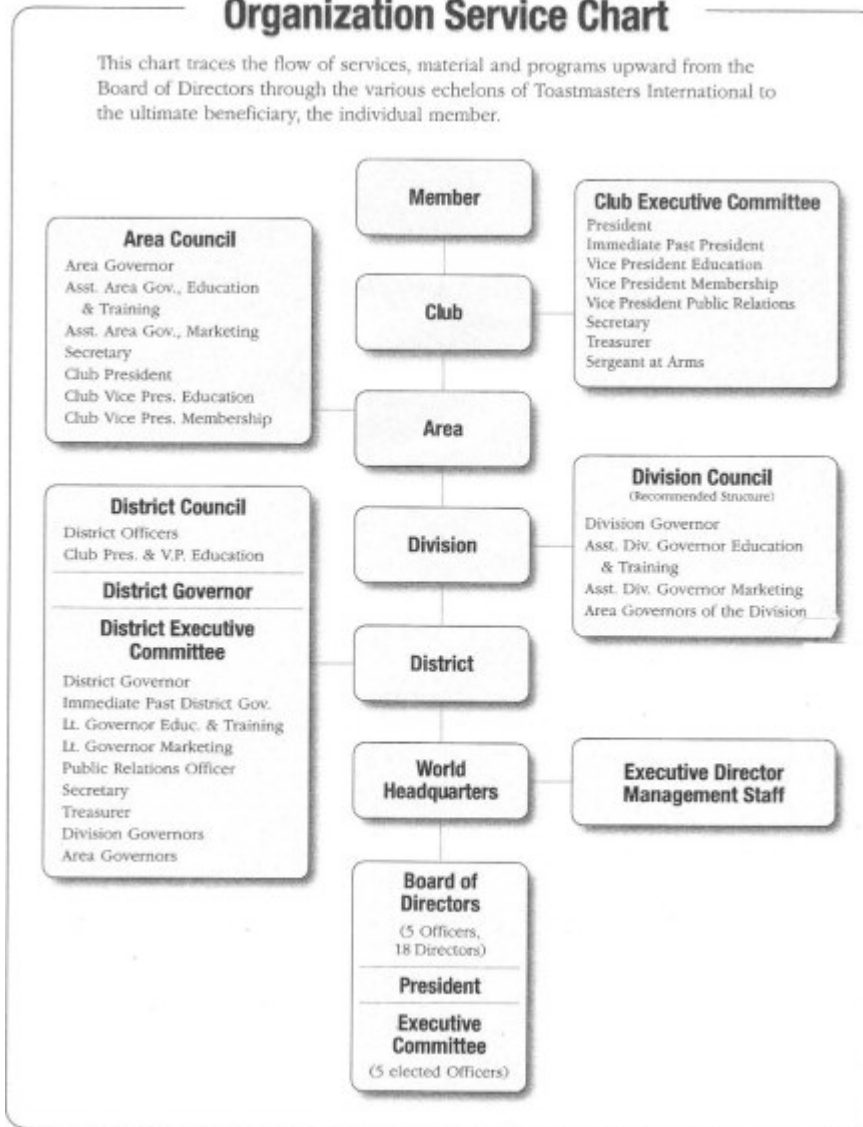 Organization Service Chart
This chart traces the flow of services, material and programs upward from the
Board of Directors through the various echelons of Toastmasters International to
the ultimate beneficiary, the individual member.
Member
Club Executive Committee
President
Immediate Past President
Vice President Education
Vice President Membership
Vice President Public Relations
Secretary
Treasurer
Sergeant at Arms
Area Council
Area Governor
Asst. Area Gov., Education
& Training
Asst. Area Gov., Marketing
Secretary
Club President
Club Vice Pres. Education
Club Vice Pres. Membership
Club
Area
Division Council
(Recommended Structure)
Division Governor
Asst. Div. Governor Education
& Training
Asst. Div. Governor Marketing
Area Governors of the Division
District Council
District Officers
Club Pres. & V.P. Education
District Governor
District Executive
Committee
District Governor
Immediate Past District Gov.
Lt. Governor Educ. & Training
Lt. Governor Marketing
Public Relations Officer
Secretary
Treasurer
Division Governors
Area Governors
Division
District
World
Headquarters
Executive Director
Management Staff
Board of
Directors
(5 Officers,
18 Directors)
President
Executive
Committee
(5 elected Officers)